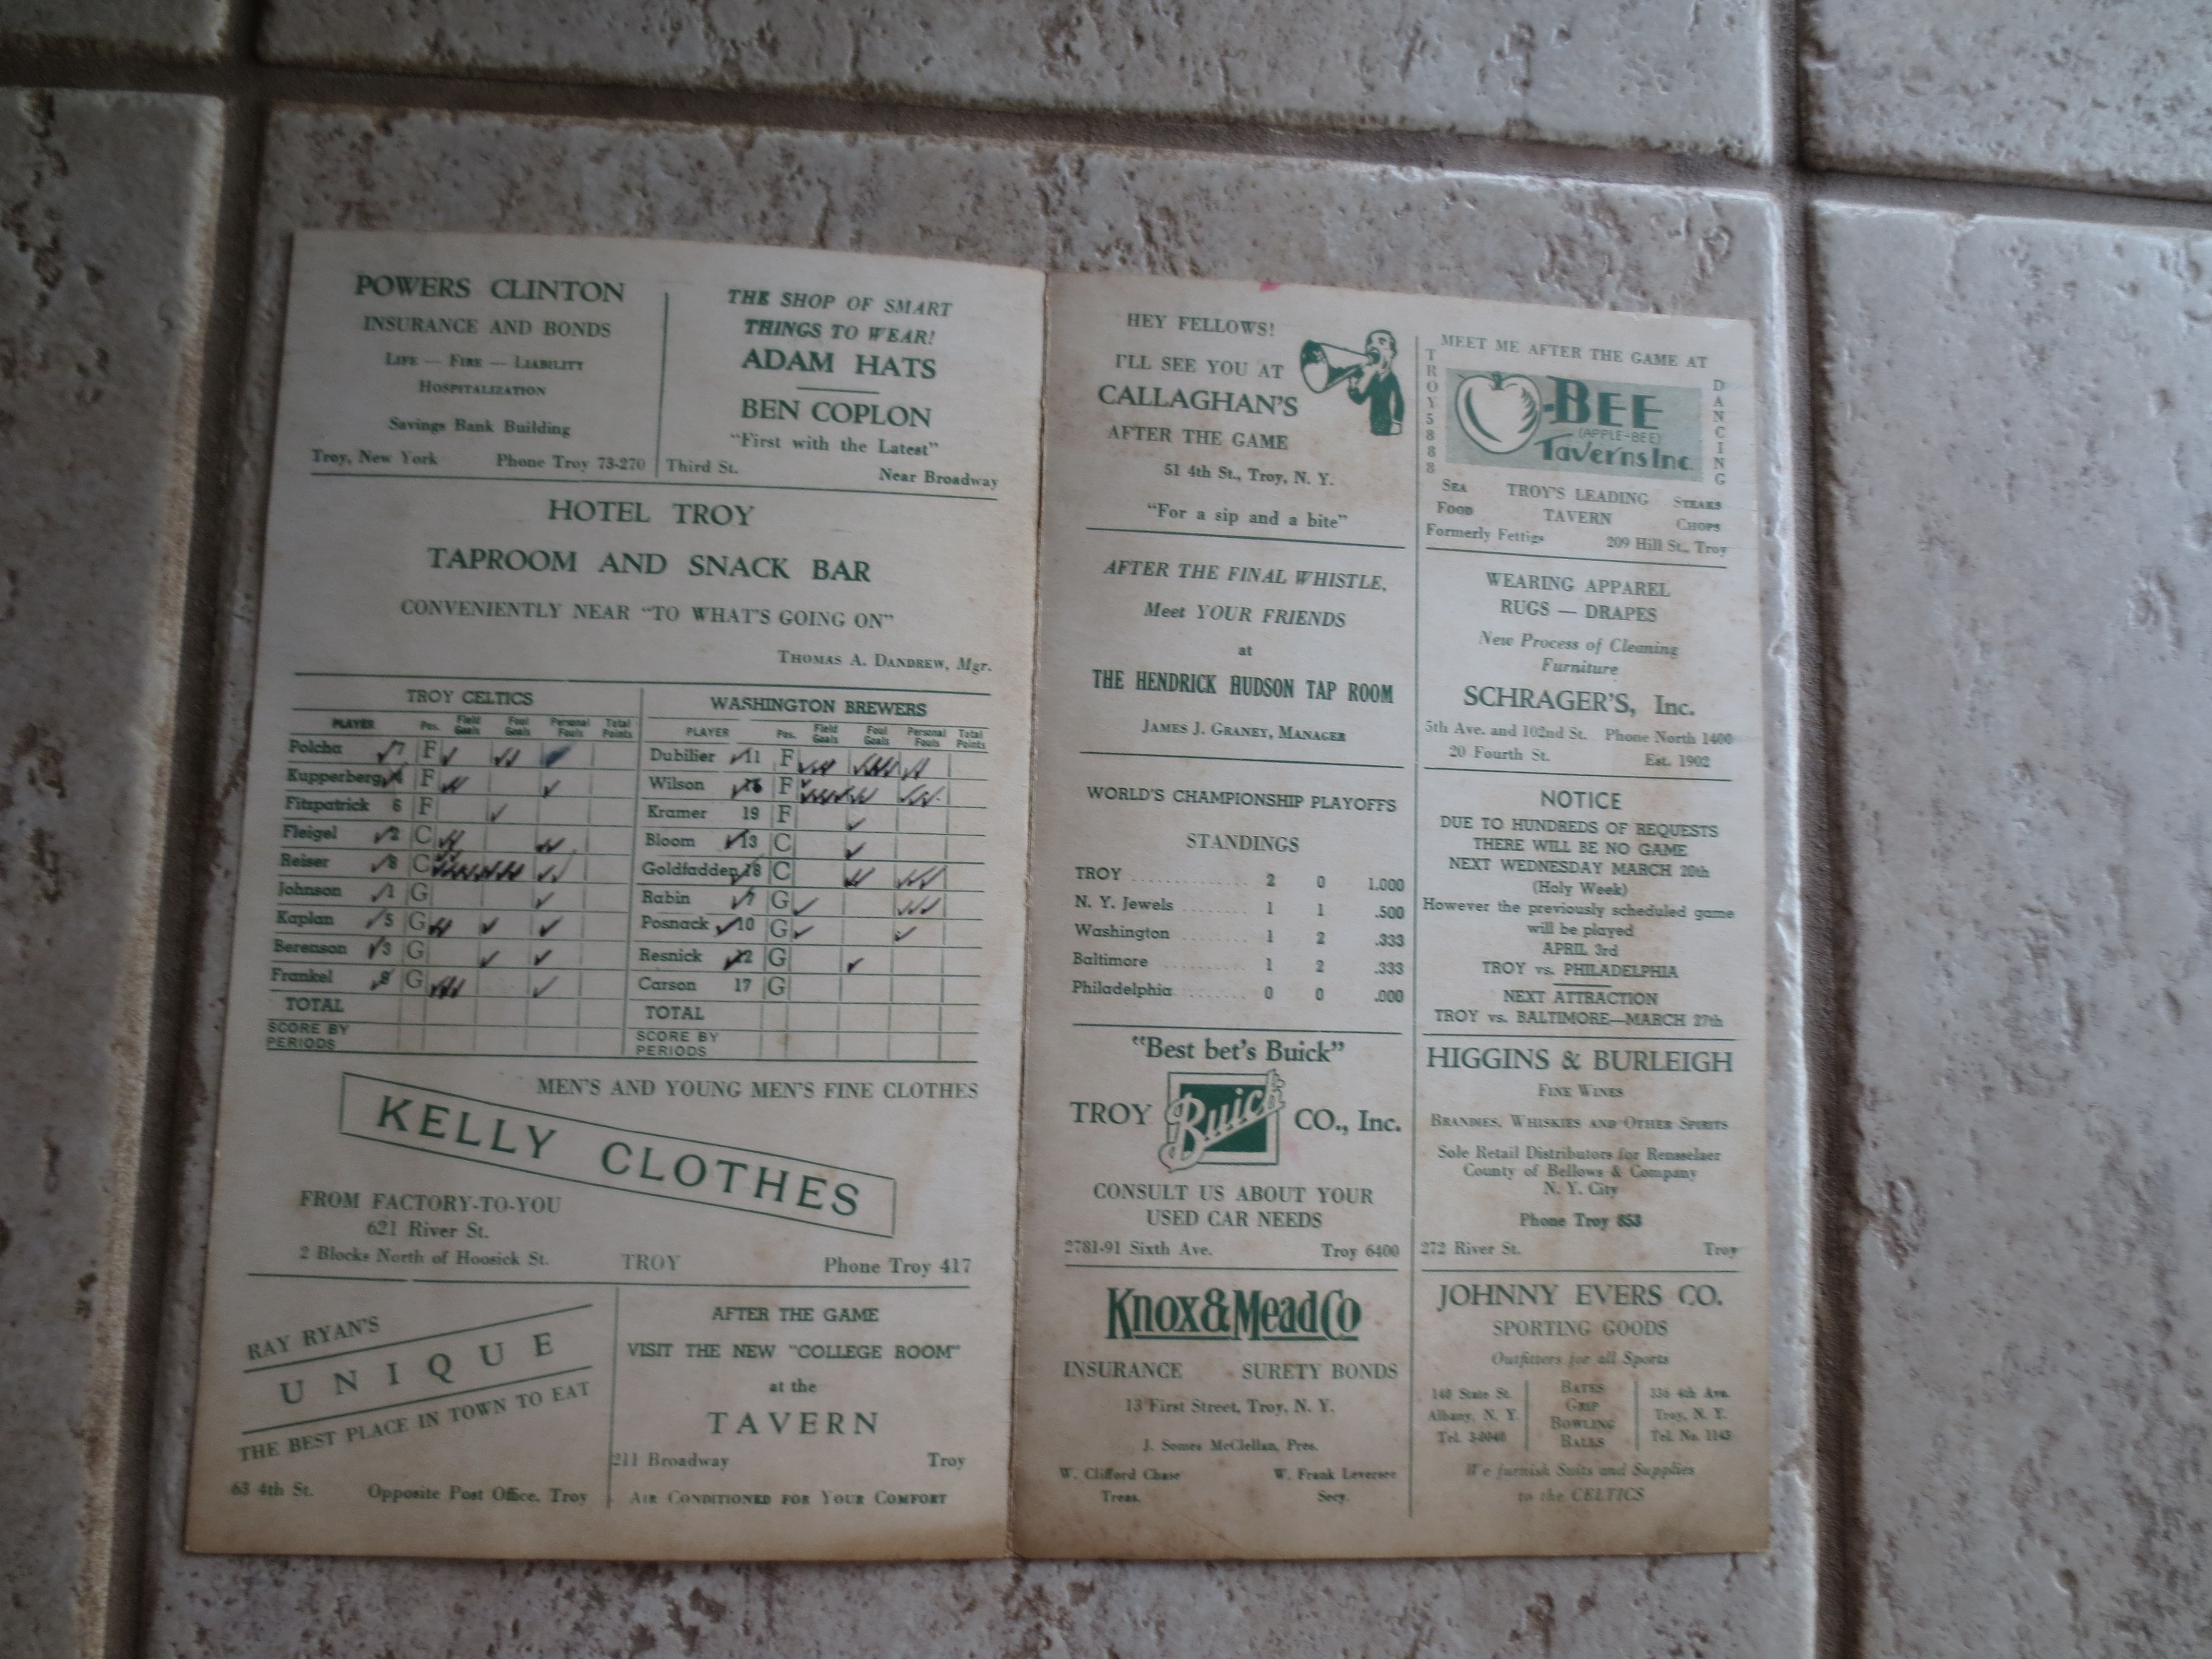 POWERS CLINTON
INSURANCE AND BONDS
LIFE — FIRE — LIABILITY
HOSPITALIZATION
Savings Bank Building
Troy, New York Phone Troy 73-270
THE SHOP OF SMART
THINGS TO WEAR!
ADAM HATS
BEN COPLON
"First with the Latest"
Third St. Near Broadway
HOTEL TROY
TAPROOM AND SNACK BAR
CONVENIENTLY NEAR "TO WHAT'S GOING ON"
THOMAS A. DANDREW, Mgr.
TROY CELTICS
PLAYER Pos. Field Goals Foul Goals Personal Fouls Total Points
Polcha 7 F
Kupperberg F
Fitzpatrick 6 F
Fleigel 2 C
Reiser 8 C
Johnson 1 G
Kaplan 5 G
Berenson 3 G
Frankel 9 G
TOTAL
SCORE BY
PERIODS
WASHINGTON BREWERS
PLAYER Pos. Field Goals Foul Goals Personal Fouls Total Points
Dubilier 11 F
Wilson F
Kramer 19 F
Bloom 13 C
Goldfadden C
Rabin 7 G
Posnack 10 G
Resnick G
Carson 17 G
TOTAL
SCORE BY
PERIODS
MEN'S AND YOUNG MEN'S FINE CLOTHES
KELLY CLOTHES
FROM FACTORY-TO-YOU
621 River St.
2 Blocks North of Hoosick St. TROY Phone Troy 417
RAY RYAN'S
UNIQUE
THE BEST PLACE IN TOWN TO EAT
63 4th St. Opposite Post Office, Troy
AFTER THE GAME
VISIT THE NEW "COLLEGE ROOM"
at the
TAVERN
211 Broadway Troy
AIR CONDITIONED FOR YOUR COMFORT
HEY FELLOWS!
I'LL SEE YOU AT
CALLAGHAN'S
AFTER THE GAME
51 4th St., Troy, N. Y.
"For a sip and a bite"
AFTER THE FINAL WHISTLE,
Meet YOUR FRIENDS
at
THE HENDRICK HUDSON TAP ROOM
JAMES J. GRANEY, MANAGER
WORLD'S CHAMPIONSHIP PLAYOFFS
STANDINGS
TROY 2 0 1.000
N. Y. Jewels 1 1 .500
Washington 1 2 .333
Baltimore 1 2 .333
Philadelphia 0 0 .000
"Best bet's Buick"
TROY Buick CO., Inc.
CONSULT US ABOUT YOUR
USED CAR NEEDS
2781-91 Sixth Ave. Troy 6400
Knox & Mead Co
INSURANCE SURETY BONDS
13 First Street, Troy, N. Y.
J. Somes McClellan, Pres.
W. Clifford Chase W. Frank Leversee
Treas. Secy.
MEET ME AFTER THE GAME AT
TROY 5888
-BEE
(APPLE-BEE)
Taverns Inc.
DANCING
SEA FOOD TROY'S LEADING TAVERN STEAKS CHOPS
Formerly Fettigs 209 Hill St., Troy
WEARING APPAREL
RUGS — DRAPES
New Process of Cleaning
Furniture
SCHRAGER'S, Inc.
5th Ave. and 102nd St. Phone North 1400
20 Fourth St. Est. 1902
NOTICE
DUE TO HUNDREDS OF REQUESTS
THERE WILL BE NO GAME
NEXT WEDNESDAY MARCH 20th
(Holy Week)
However the previously scheduled game
will be played
APRIL 3rd
TROY vs. PHILADELPHIA
NEXT ATTRACTION
TROY vs. BALTIMORE—MARCH 27th
HIGGINS & BURLEIGH
FINE WINES
BRANDIES, WHISKIES AND OTHER SPIRITS
Sole Retail Distributors for Rensselaer
County of Bellows & Company
N. Y. City
Phone Troy 853
272 River St. Troy
JOHNNY EVERS CO.
SPORTING GOODS
Outfitters for all Sports
140 State St.
Albany, N. Y.
Tel. 3-0040
BATES
GRIP
BOWLING
BALLS
336 4th Ave.
Troy, N. Y.
Tel. No. 1143
We furnish Suits and Supplies
to the CELTICS